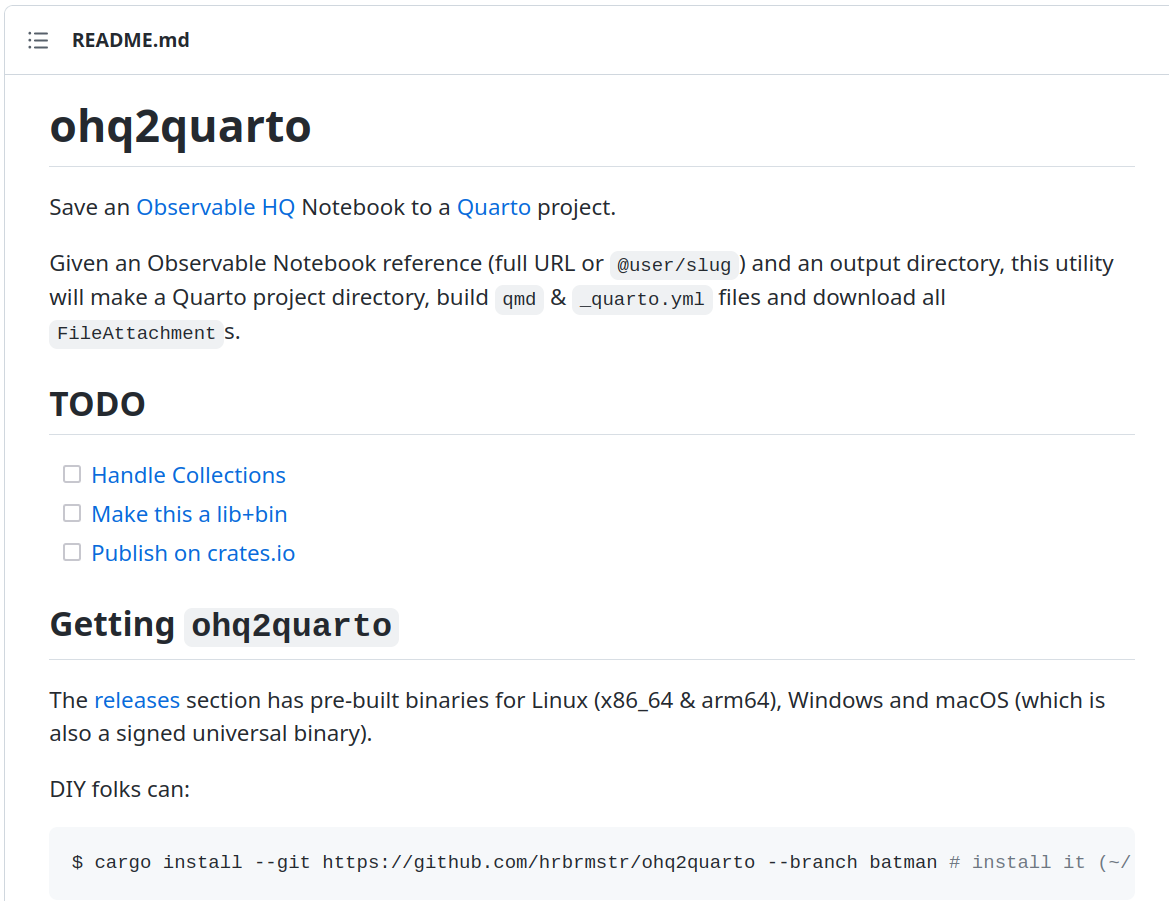 README.md
ohq2quarto
Save an Observable HQ Notebook to a Quarto project.
Given an Observable Notebook reference (full URL or @user/slug) and an output directory, this utility
will make a Quarto project directory, build qmd & _quarto.yml files and download all
FileAttachments.
TODO
Handle Collections
Make this a lib+bin
Publish on crates.io
Getting ohq2quarto
The releases section has pre-built binaries for Linux (x86_64 & arm64), Windows and macOS (which is
also a signed universal binary).
DIY folks can:
$ cargo install --git https://github.com/hrbrmstr/ohq2quarto --branch batman # install it (~/